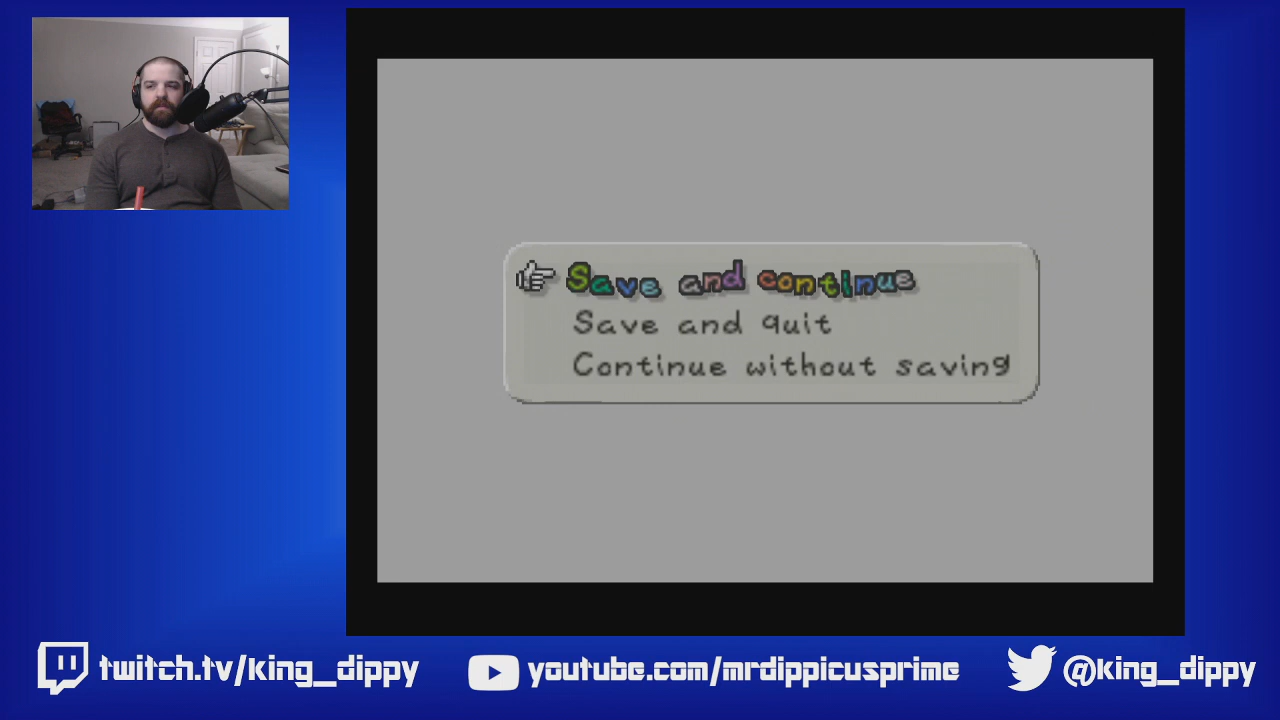 Save and continue
Save and quit
Continue without saving
twitch.tv/king_dippy
youtube.com/mrdippicusprime
@king_dippy